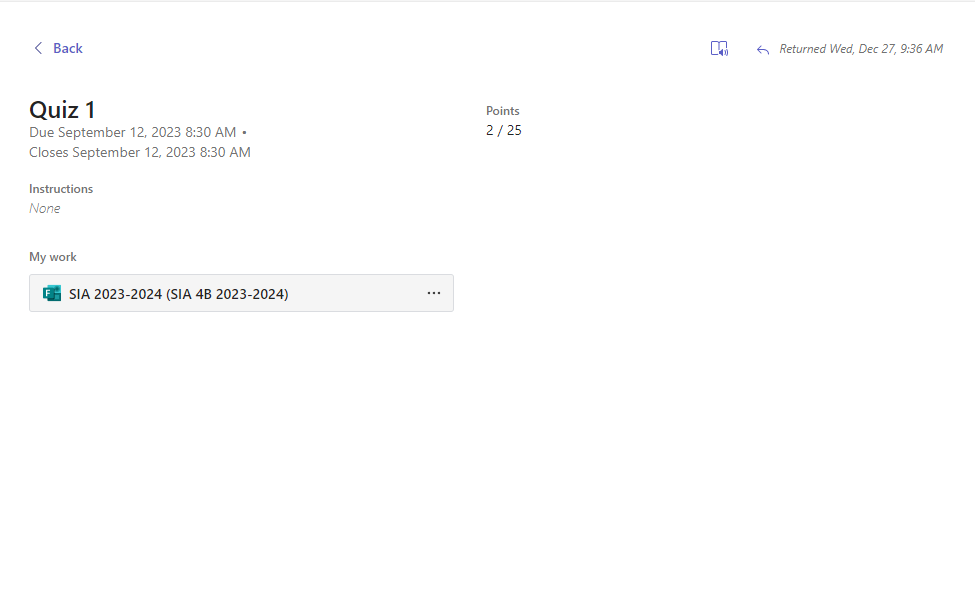 Back
Returned Wed, Dec 27, 9:36 AM
Quiz 1
Due September 12, 2023 8:30 AM •
Closes September 12, 2023 8:30 AM
Points
2 / 25
Instructions
None
My work
SIA 2023-2024 (SIA 4B 2023-2024)